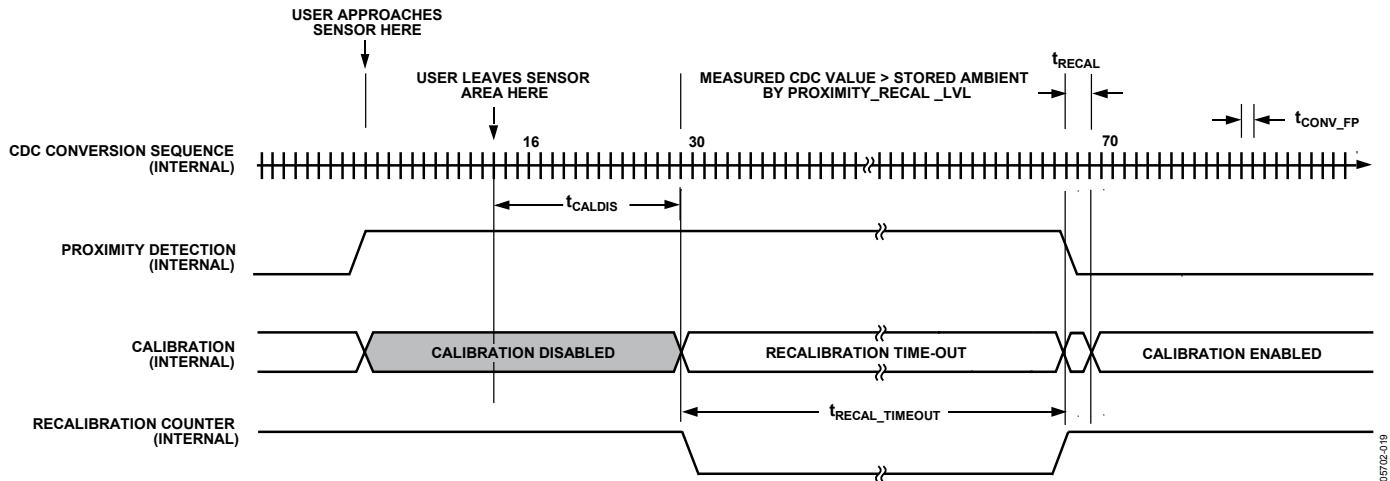 USER APPROACHES
SENSOR HERE
USER LEAVES SENSOR
AREA HERE
MEASURED CDC VALUE > STORED AMBIENT
BY PROXIMITY_RECAL _LVL
tRECAL
tCONV_FP
CDC CONVERSION SEQUENCE
(INTERNAL)
16
30
70
tCALDIS
PROXIMITY DETECTION
(INTERNAL)
CALIBRATION
(INTERNAL)
CALIBRATION DISABLED
RECALIBRATION TIME-OUT
CALIBRATION ENABLED
tRECAL_TIMEOUT
RECALIBRATION COUNTER
(INTERNAL)
05702-019